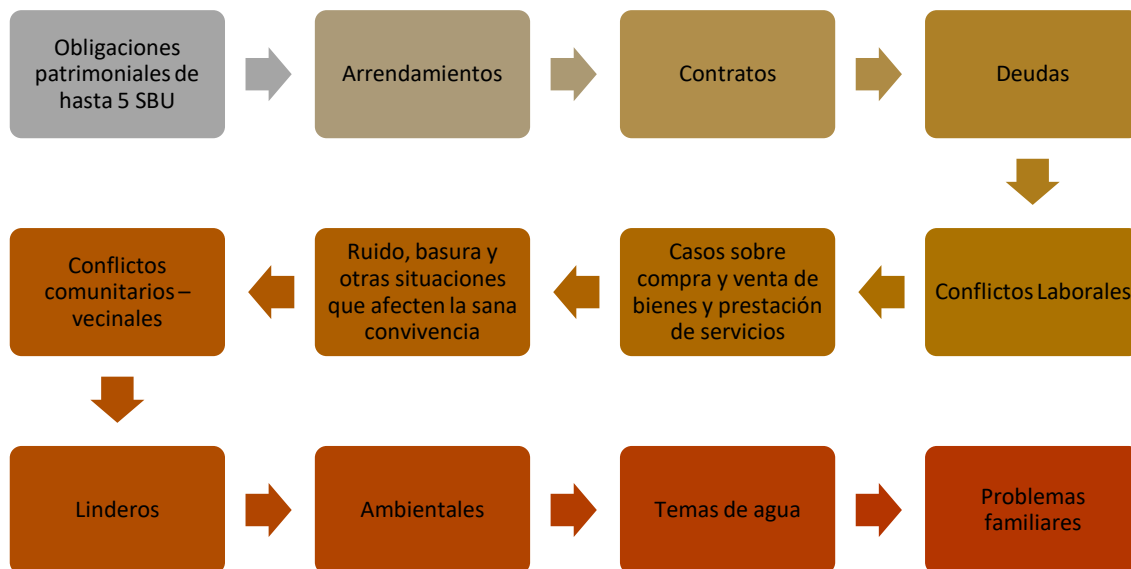 Obligaciones
patrimoniales de
hasta 5 SBU
Arrendamientos
Contratos
Deudas
Conflictos Laborales
Casos sobre
compra y venta de
bienes y prestación
de servicios
Ruido, basura y
otras situaciones
que afecten la sana
convivencia
Conflictos
comunitarios –
vecinales
Linderos
Ambientales
Temas de agua
Problemas
familiares